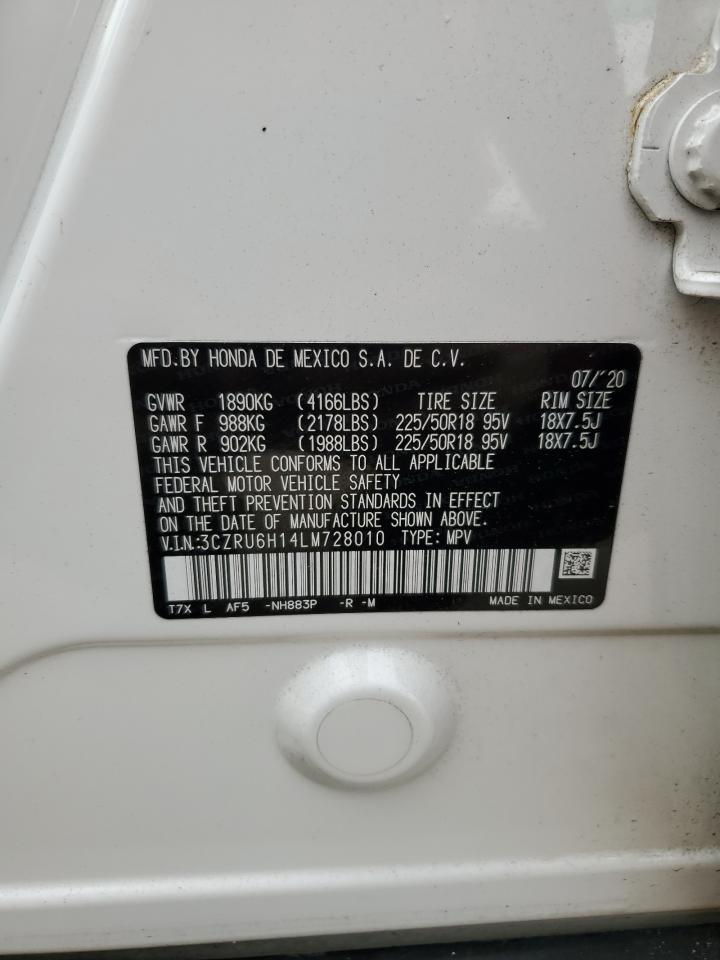 MFD.BY HONDA DE MEXICO S.A. DE C.V.
07/'20
GVWR 1890KG (4166LBS) TIRE SIZE RIM SIZE
GAWR F 988KG (2178LBS) 225/50R18 95V 18X7.5J
GAWR R 902KG (1988LBS) 225/50R18 95V 18X7.5J
THIS VEHICLE CONFORMS TO ALL APPLICABLE
FEDERAL MOTOR VEHICLE SAFETY
AND THEFT PREVENTION STANDARDS IN EFFECT
ON THE DATE OF MANUFACTURE SHOWN ABOVE.
V.I.N.:3CZRU6H14LM728010 TYPE: MPV
T7X L AF5 -NH883P -R -M MADE IN MEXICO